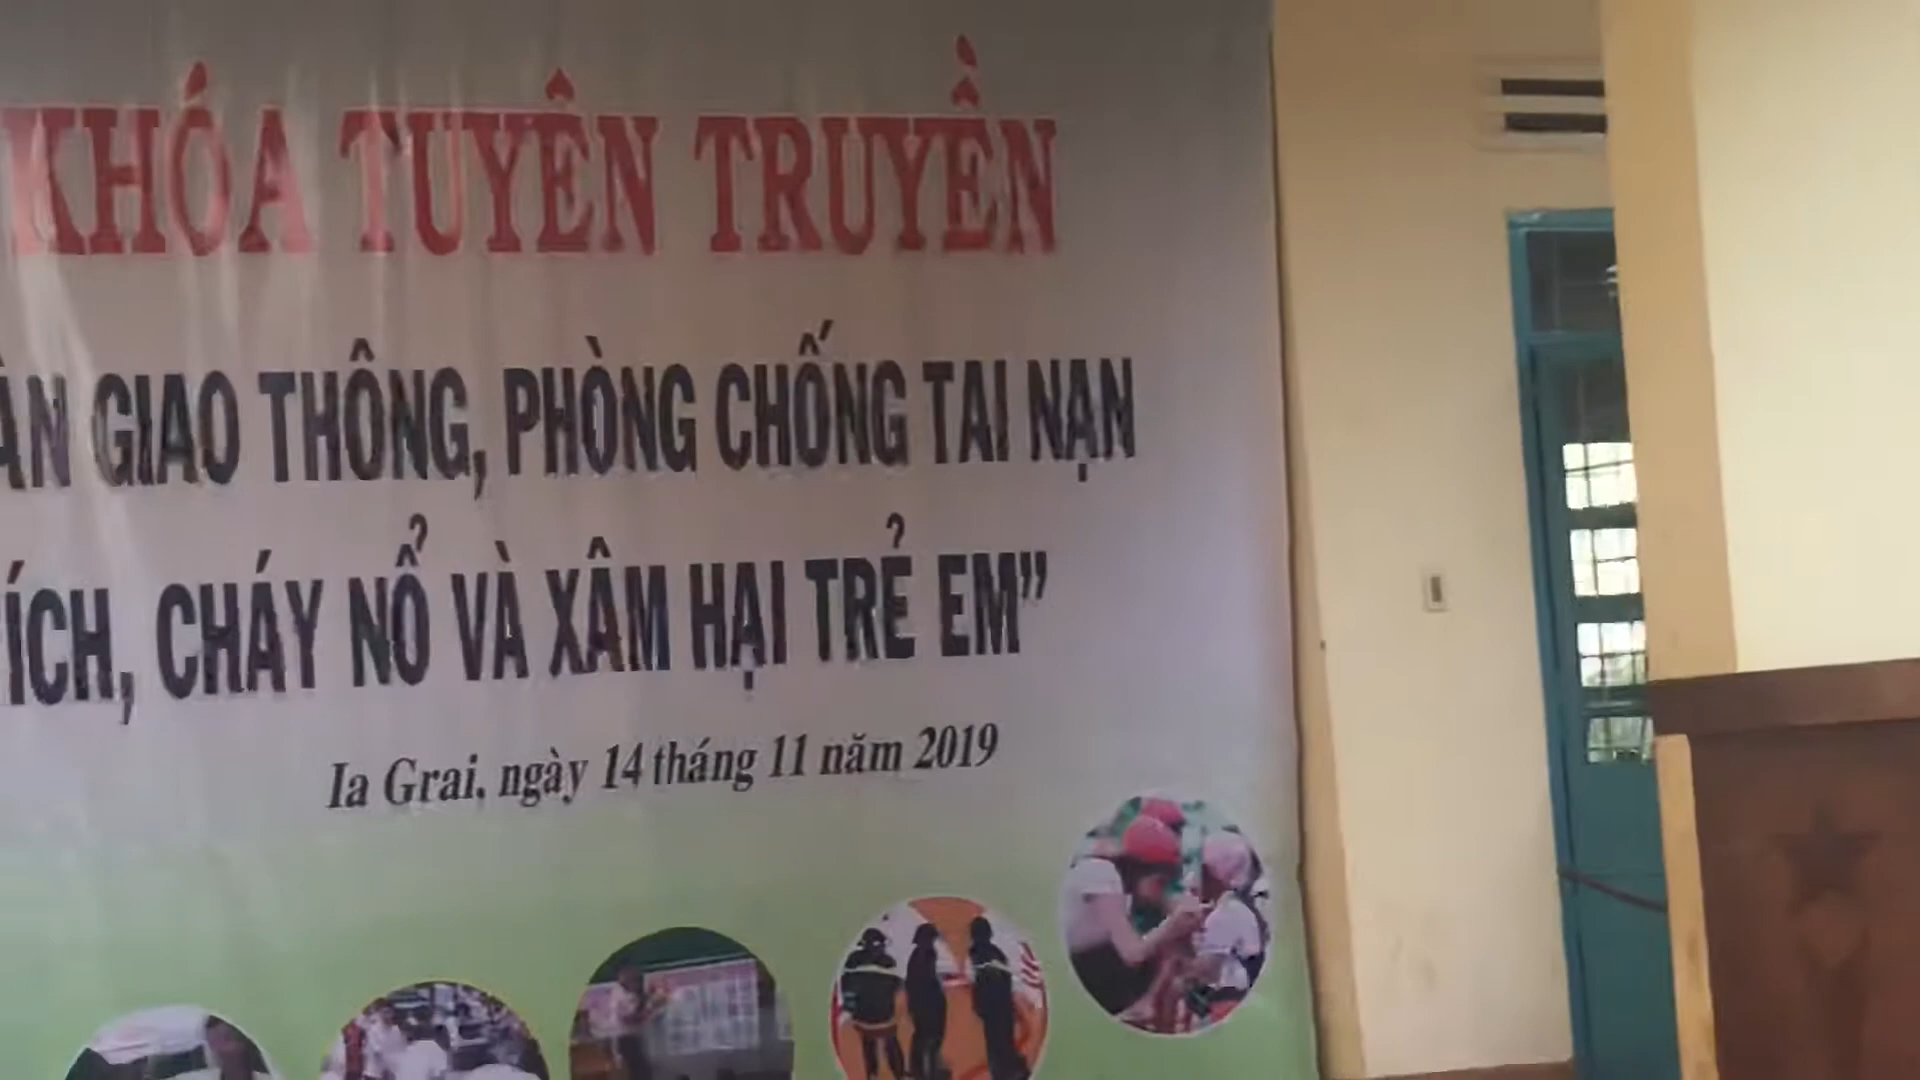 KHÓA TUYÊN TRUYỀN
GIAO THÔNG, PHÒNG CHỐNG TAI NẠN
CHÁY NỔ VÀ XÂM HẠI TRẺ EM”
Ia Grai, ngày 14 tháng 11 năm 2019